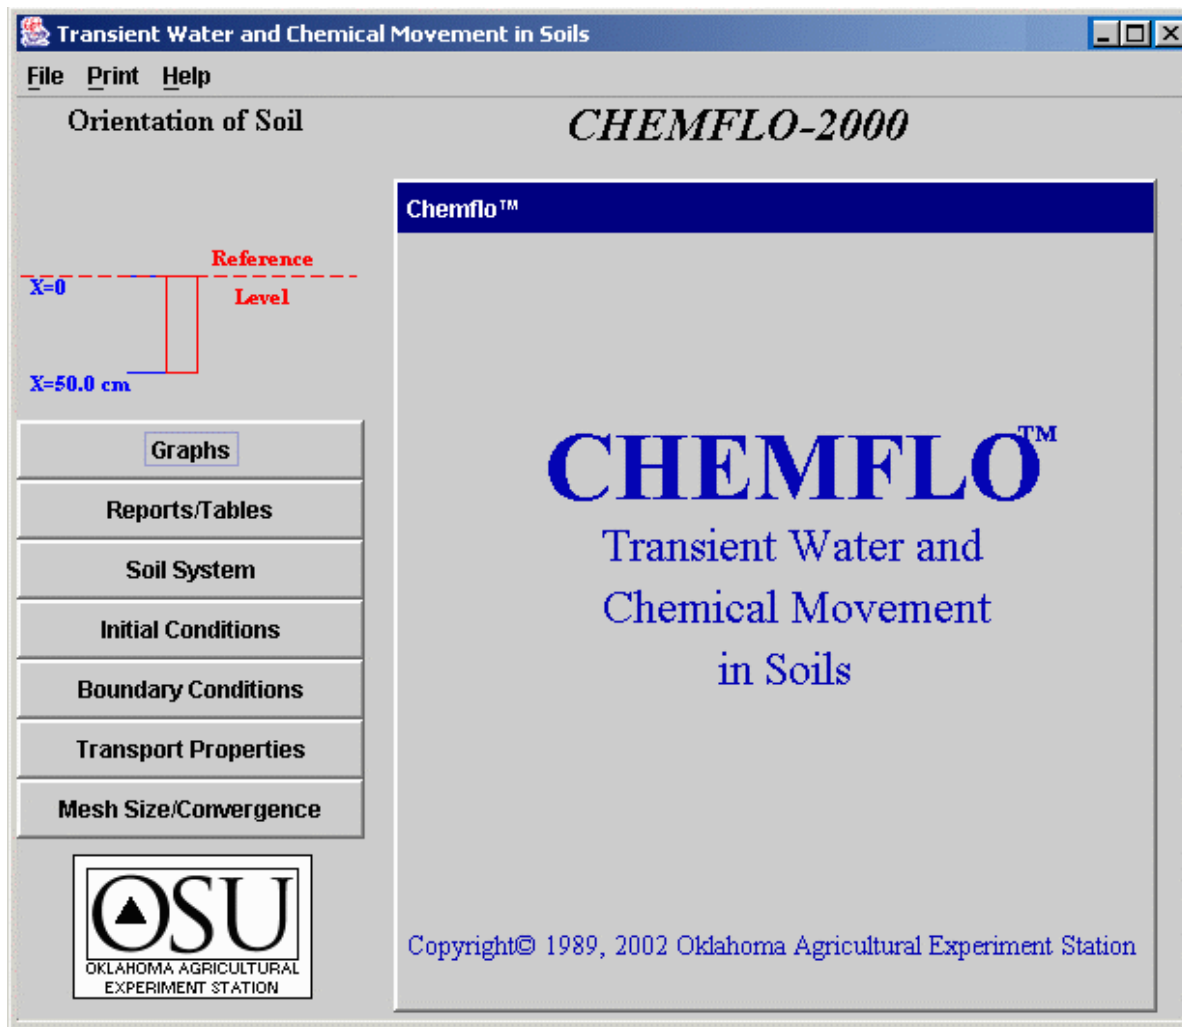 Transient Water and Chemical Movement in Soils
File Print Help
Orientation of Soil
CHEMFLO-2000
Reference
Level
X=0
X=50.0 cm
Graphs
Reports/Tables
Soil System
Initial Conditions
Boundary Conditions
Transport Properties
Mesh Size/Convergence
OSU
OKLAHOMA AGRICULTURAL
EXPERIMENT STATION
Chemflo™
CHEMFLO™
Transient Water and
Chemical Movement
in Soils
Copyright© 1989, 2002 Oklahoma Agricultural Experiment Station